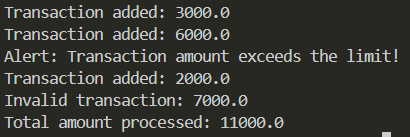 Transaction added: 3000.0
Transaction added: 6000.0
Alert: Transaction amount exceeds the limit!
Transaction added: 2000.0
Invalid transaction: 7000.0
Total amount processed: 11000.0